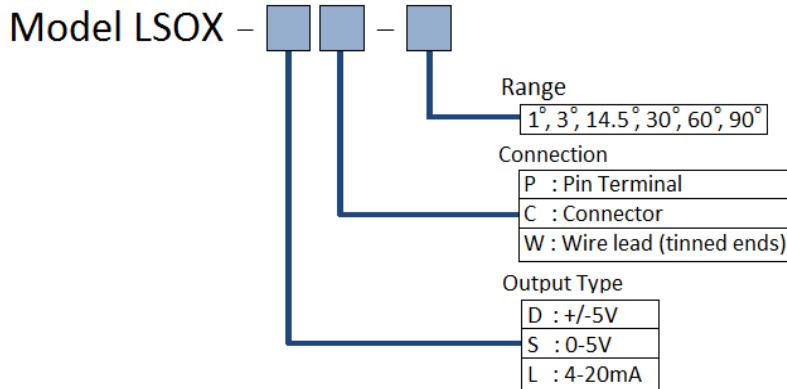 Model LSOX – –
Range
1°, 3°, 14.5°, 30°, 60°, 90°
Connection
P : Pin Terminal
C : Connector
W : Wire lead (tinned ends)
Output Type
D : +/-5V
S : 0-5V
L : 4-20mA